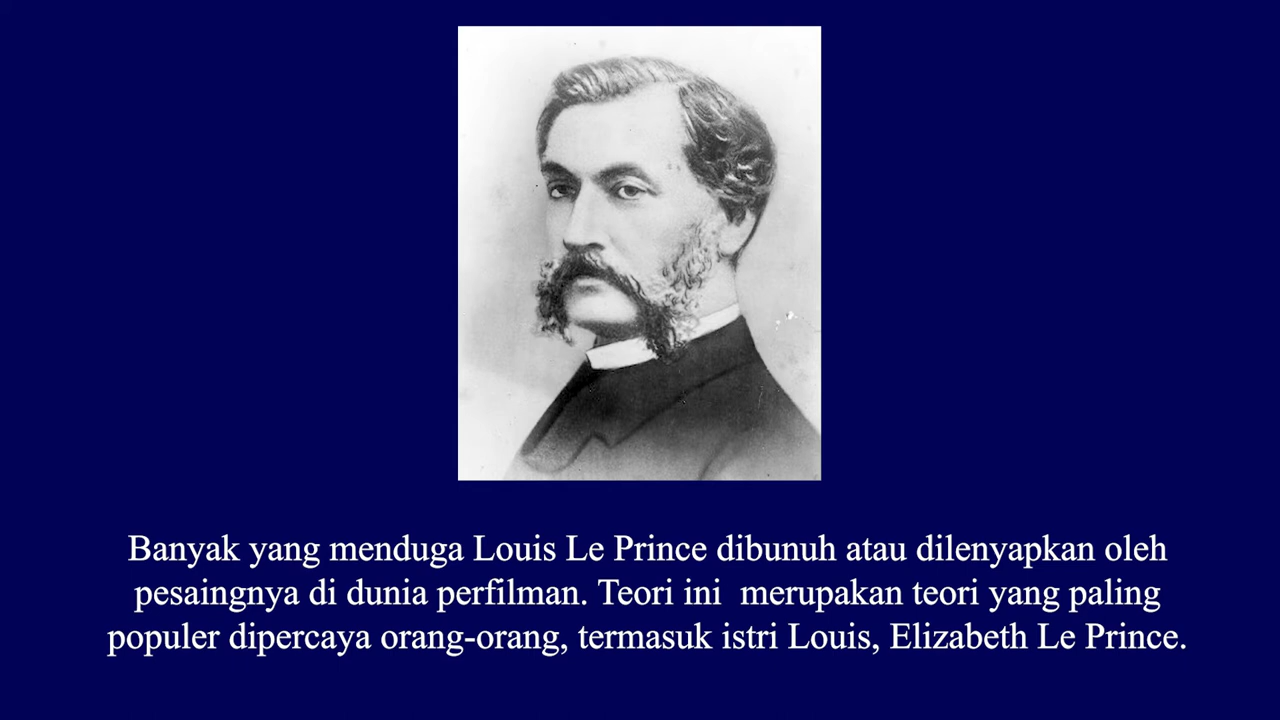 Banyak yang menduga Louis Le Prince dibunuh atau dilenyapkan oleh
pesaingnya di dunia perfilman. Teori ini  merupakan teori yang paling
populer dipercaya orang-orang, termasuk istri Louis, Elizabeth Le Prince.